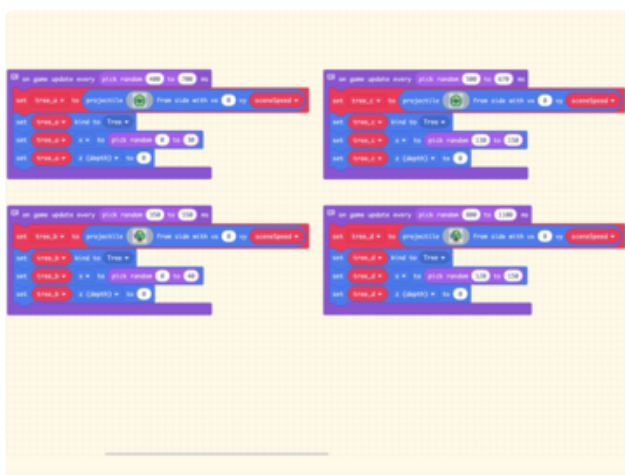 on game update every pick random 400 to 700 ms
set tree_a to projectile from side with vx 0 vy sceneSpeed
set tree_a kind to Tree
set tree_a x to pick random 0 to
set tree_a z (depth) to 0
on game update every pick random to ms
set tree_c to projectile from side with vx 0 vy sceneSpeed
set tree_c kind to Tree
set tree_c x to pick random to 150
set tree_c z (depth) to 0
on game update every pick random 350 to 550 ms
set tree_b to projectile from side with vx 0 vy sceneSpeed
set tree_b kind to Tree
set tree_b x to pick random 0 to 40
set tree_b z (depth) to 0
on game update every pick random to 1100 ms
set tree_d to projectile from side with vx 0 vy sceneSpeed
set tree_d kind to Tree
set tree_d x to pick random 120 to 150
set tree_d z (depth) to 0